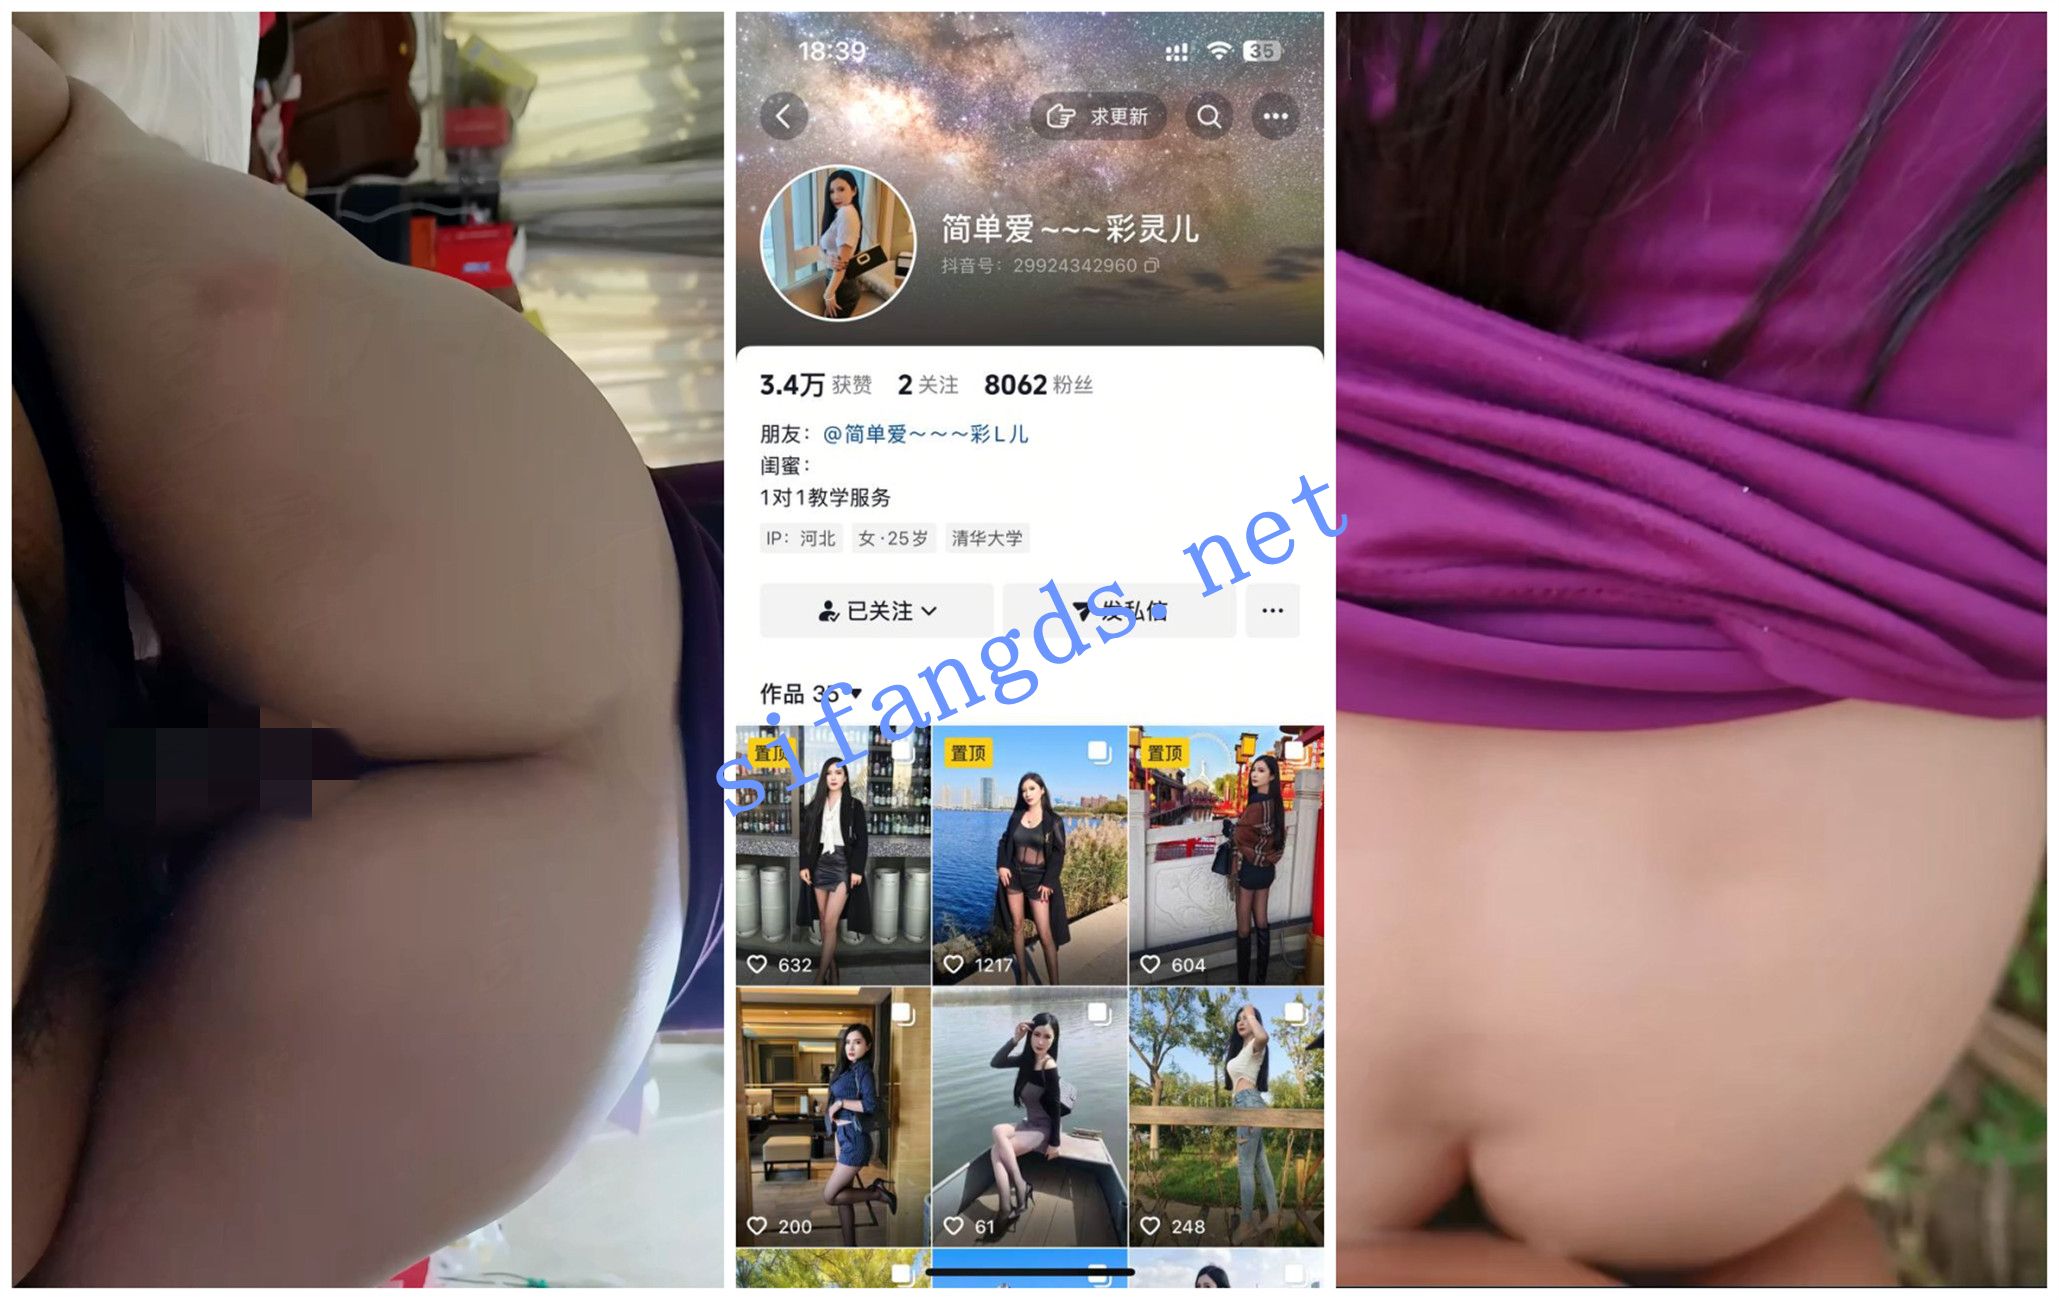 18:39
35
求更新
简单爱~~~彩灵儿
抖音号：29924342960
3.4万 获赞 2 关注 8062 粉丝
朋友：@简单爱～～～彩L儿
闺蜜：
1对1教学服务
IP：河北 女·25岁 清华大学
已关注 发私信
作品 35
置顶 置顶 置顶
632 1217 604
200 61 248
sifangds.net